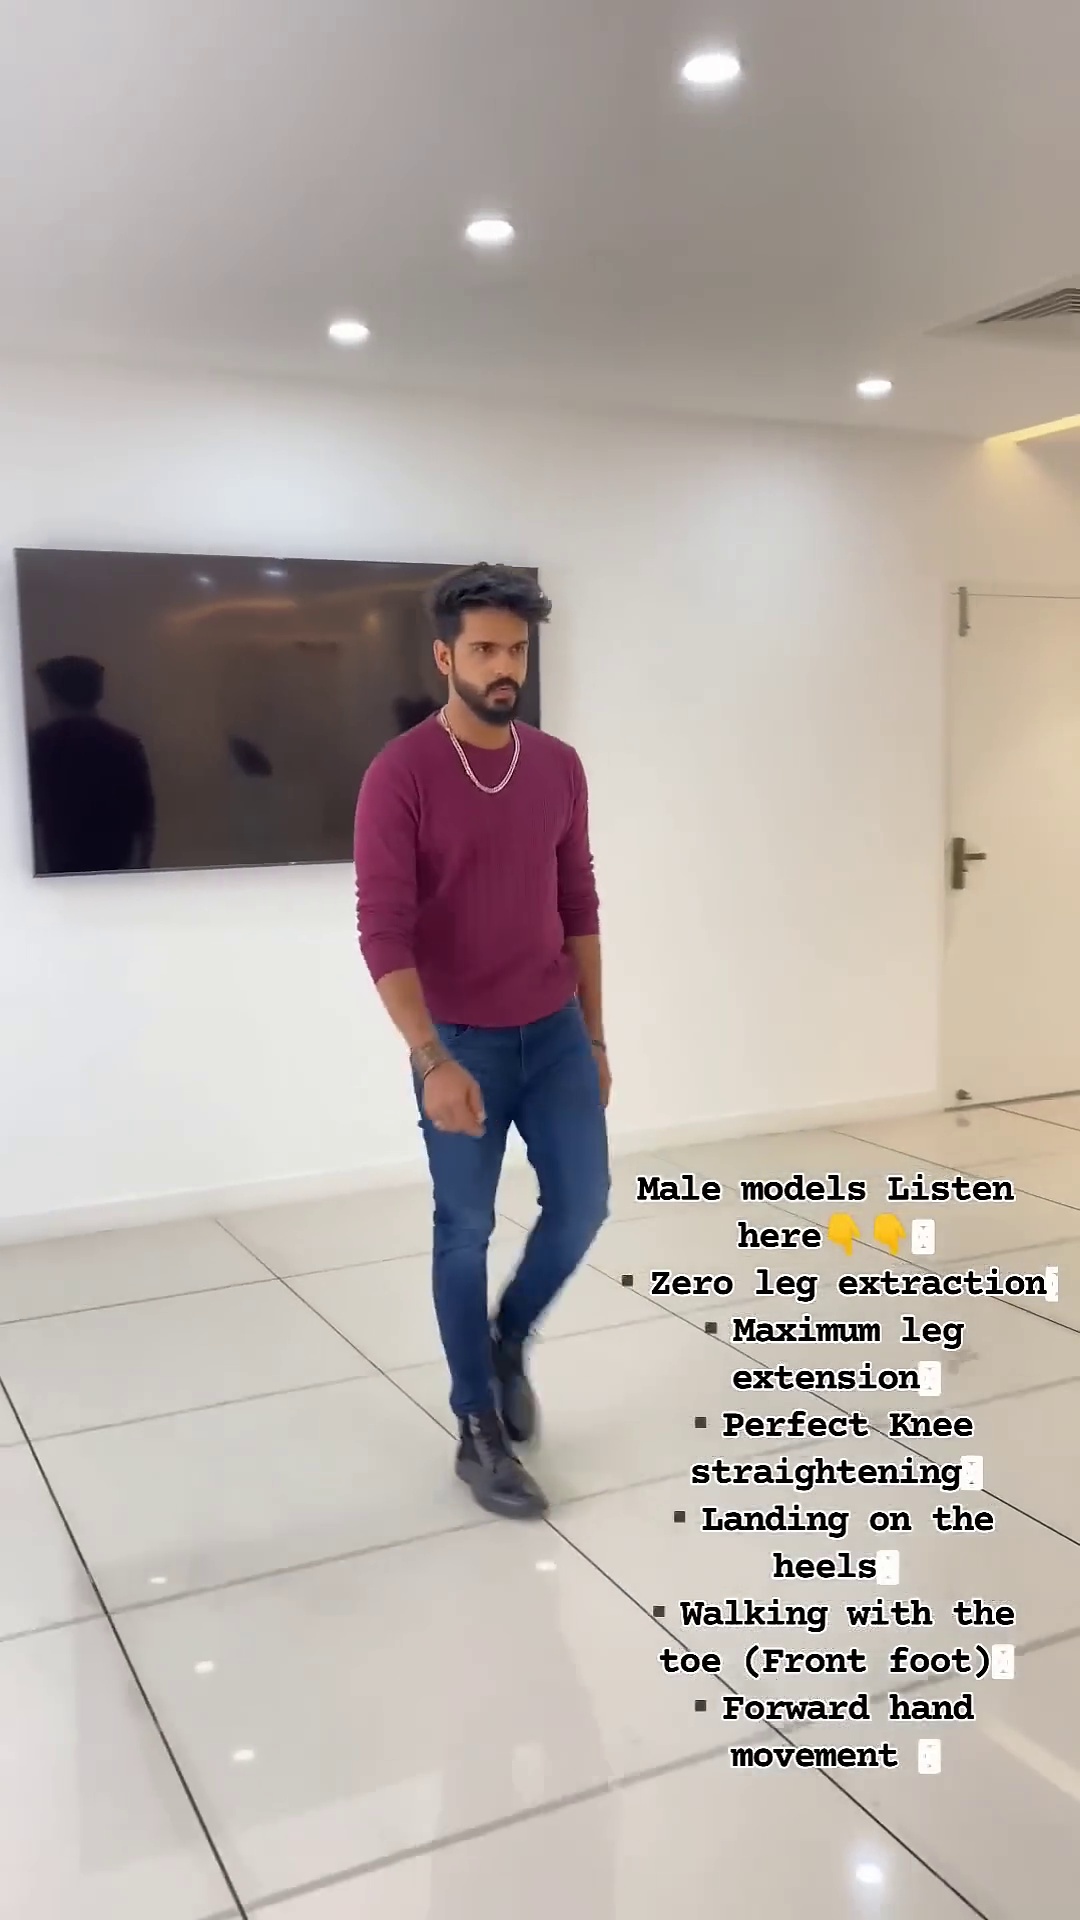 Male models Listen
here👇👇
▪ Zero leg extraction
▪ Maximum leg
extension
▪ Perfect Knee
straightening
▪ Landing on the
heels
▪ Walking with the
toe (Front foot)
▪ Forward hand
movement